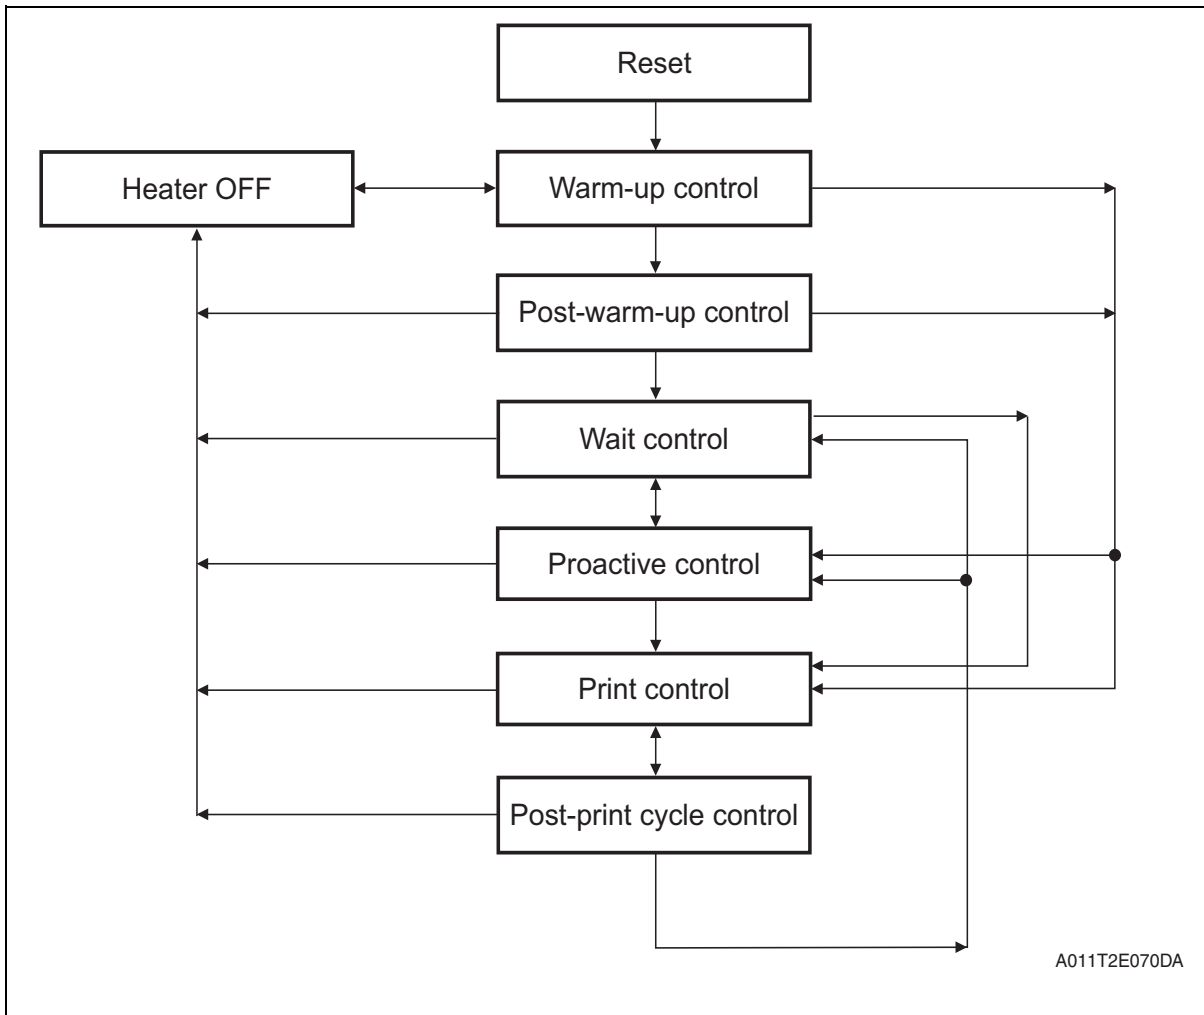 Reset
Heater OFF
Warm-up control
Post-warm-up control
Wait control
Proactive control
Print control
Post-print cycle control
A011T2E070DA